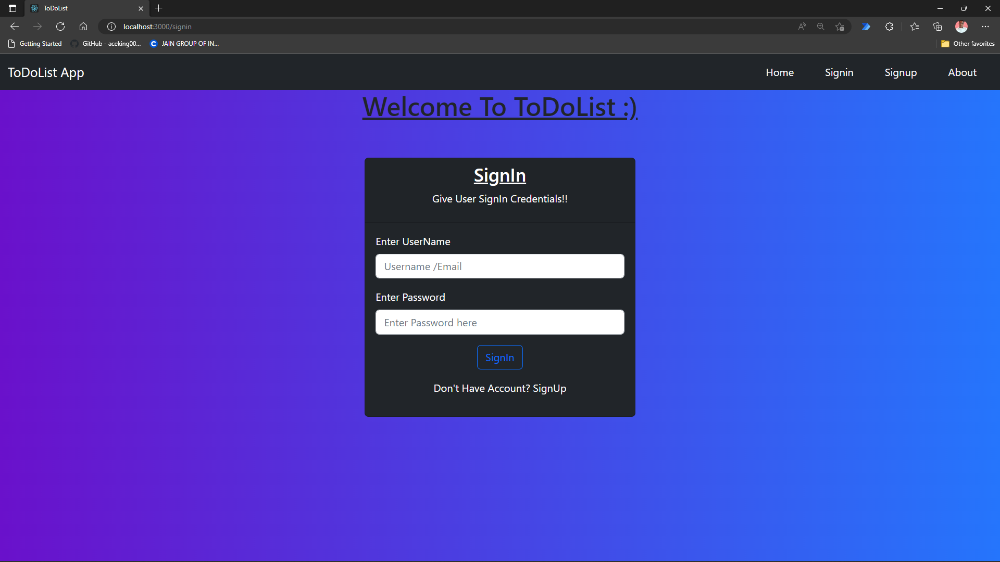 ToDoList
localhost:3000/signin
Getting Started
GitHub - aceking00...
JAIN GROUP OF IN...
Other favorites
ToDoList App
Home
Signin
Signup
About
Welcome To ToDoList :)
SignIn
Give User SignIn Credentials!!
Enter UserName
Username /Email
Enter Password
Enter Password here
SignIn
Don't Have Account? SignUp